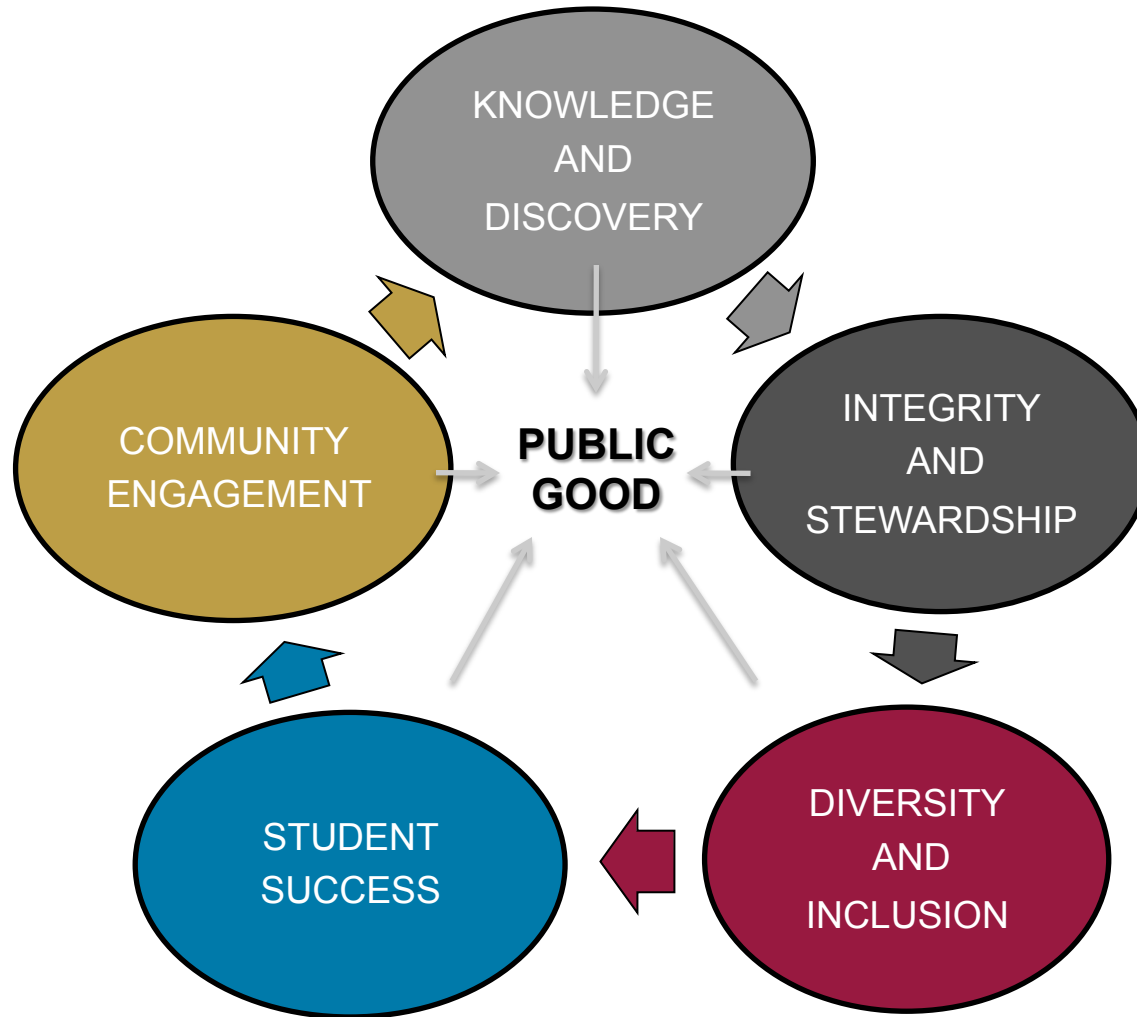 KNOWLEDGE
AND
DISCOVERY
INTEGRITY
AND
STEWARDSHIP
COMMUNITY
ENGAGEMENT
PUBLIC
GOOD
DIVERSITY
AND
INCLUSION
STUDENT
SUCCESS